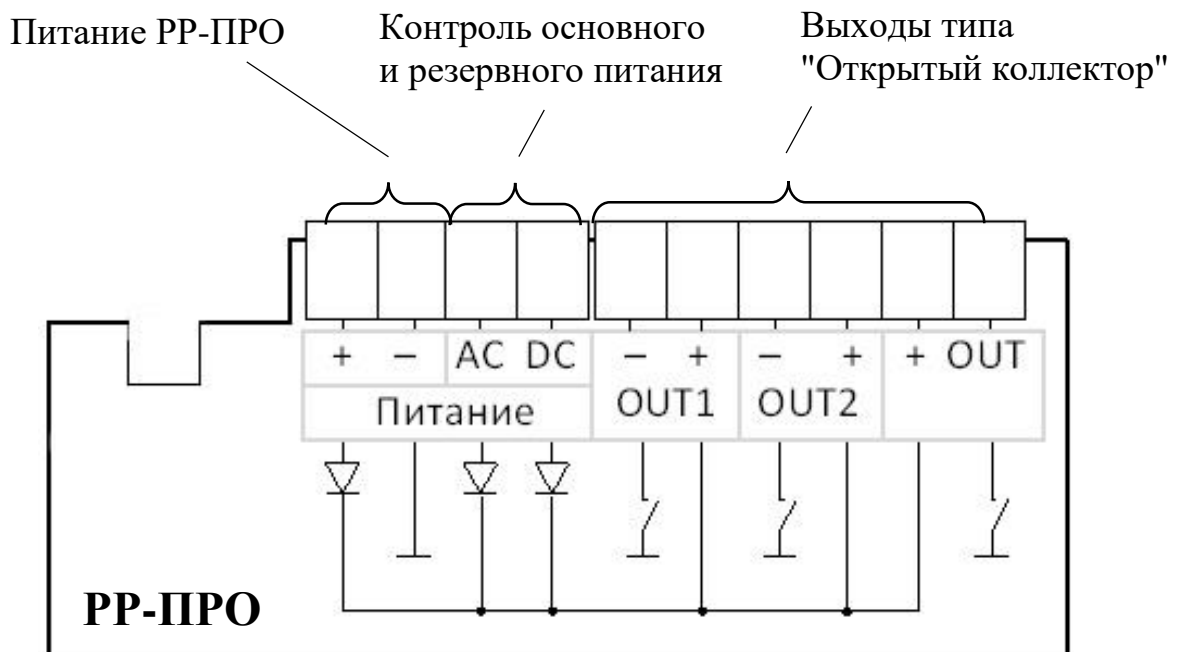 Питание РР-ПРО
Контроль основного
и резервного питания
Выходы типа
"Открытый коллектор"
+ − AC DC − + − + + OUT
Питание OUT1 OUT2
РР-ПРО